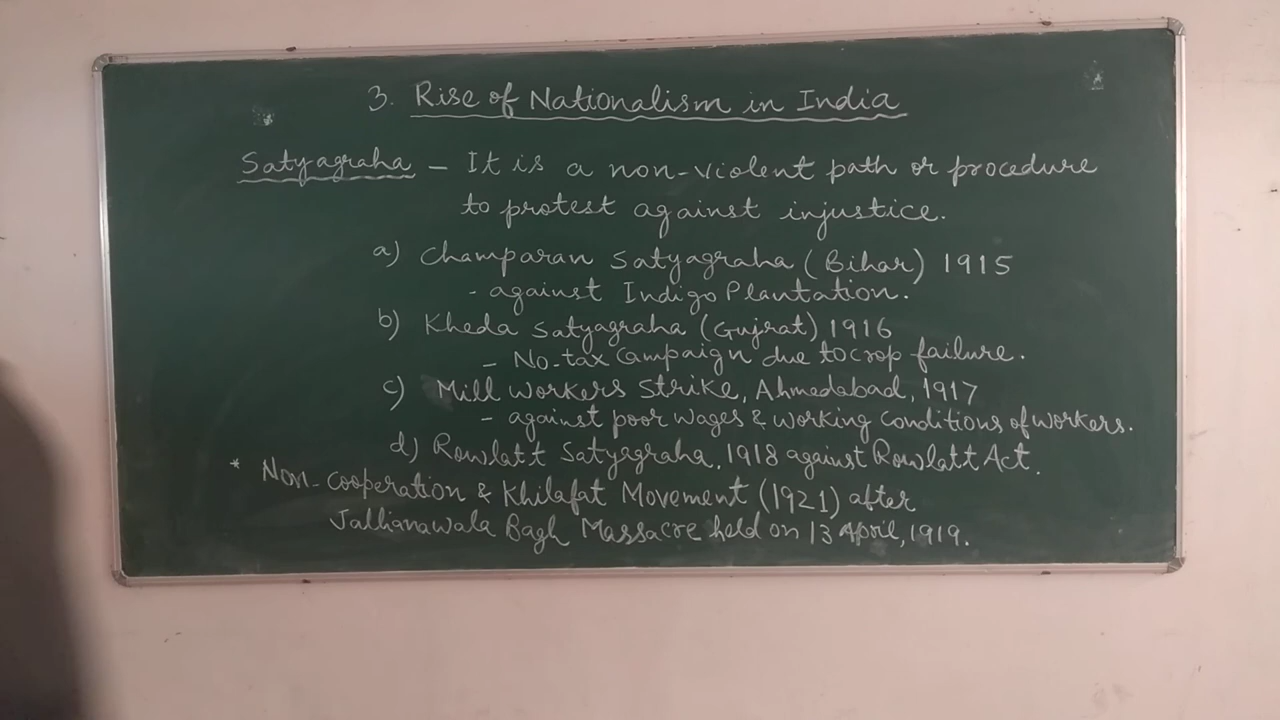 3. Rise of Nationalism in India
Satyagraha - It is a non-violent path or procedure
to protest against injustice.
a) Champaran Satyagraha (Bihar) 1915
- against Indigo Plantation.
b) Kheda Satyagraha (Gujrat) 1916
- No-tax Campaign due to crop failure.
c) Mill workers Strike, Ahmedabad, 1917
- against poor wages & working conditions of workers.
d) Rowlatt Satyagraha, 1918 against Rowlatt Act.
* Non-cooperation & Khilafat Movement (1921) after
Jallianawala Bagh Massacre held on 13 April, 1919.